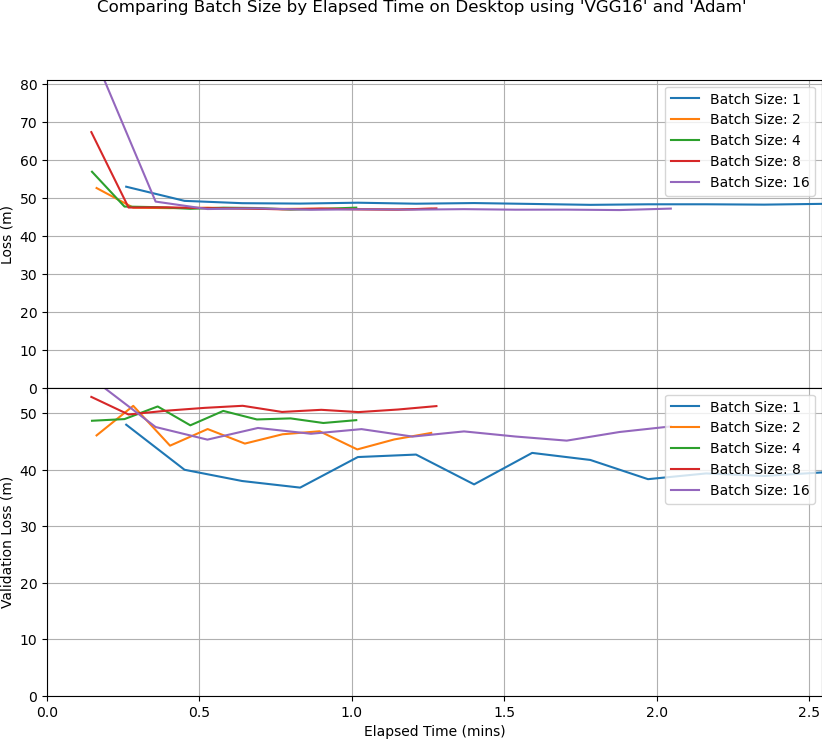 Comparing Batch Size by Elapsed Time on Desktop using 'VGG16' and 'Adam'
80
70
60
50
40
30
20
10
0
Loss (m)
Batch Size: 1
Batch Size: 2
Batch Size: 4
Batch Size: 8
Batch Size: 16
50
40
30
20
10
0
Validation Loss (m)
Batch Size: 1
Batch Size: 2
Batch Size: 4
Batch Size: 8
Batch Size: 16
0.0 0.5 1.0 1.5 2.0 2.5
Elapsed Time (mins)